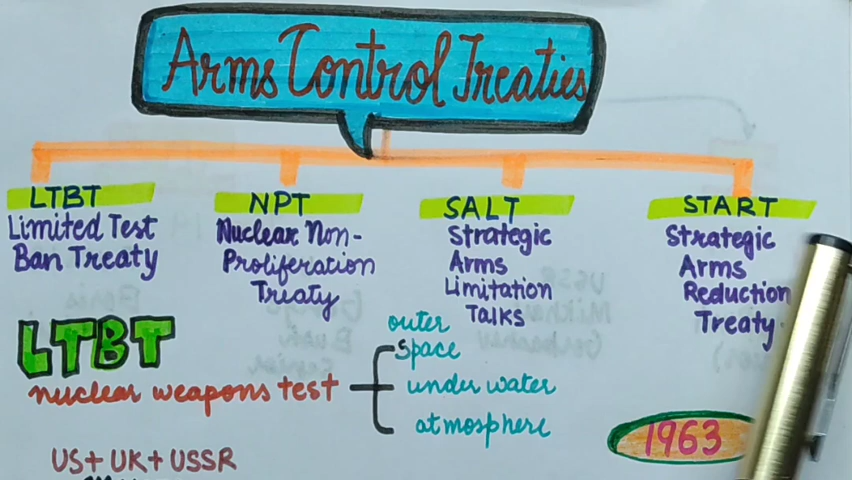 Arms Control Treaties
LTBT
Limited Test
Ban Treaty
NPT
Nuclear Non-
Proliferation
Treaty
SALT
Strategic
Arms
Limitation
Talks
START
Strategic
Arms
Reduction
Treaty
LTBT
nuclear weapons test
outer
space
under water
atmosphere
1963
US + UK + USSR